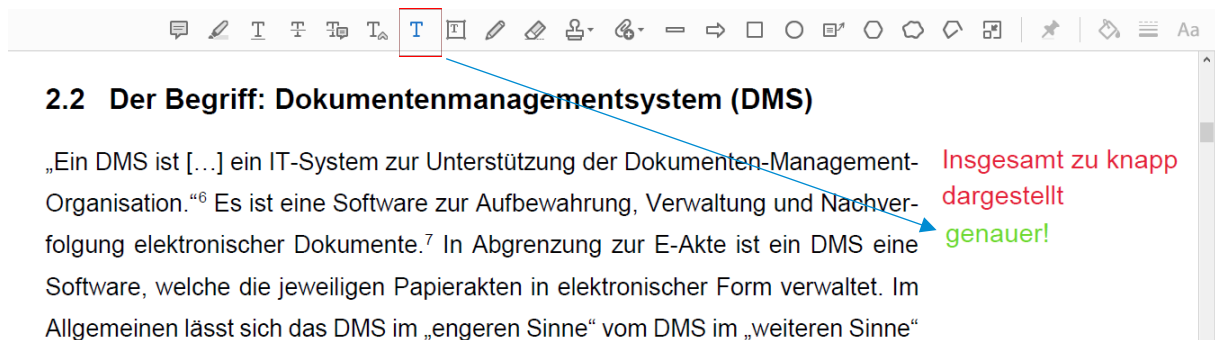 Aa
2.2 Der Begriff: Dokumentenmanagementsystem (DMS)
„Ein DMS ist […] ein IT-System zur Unterstützung der Dokumenten-Management-
Organisation.“⁶ Es ist eine Software zur Aufbewahrung, Verwaltung und Nachver-
folgung elektronischer Dokumente.⁷ In Abgrenzung zur E-Akte ist ein DMS eine
Software, welche die jeweiligen Papierakten in elektronischer Form verwaltet. Im
Allgemeinen lässt sich das DMS im „engeren Sinne“ vom DMS im „weiteren Sinne“
Insgesamt zu knapp
dargestellt
genauer!